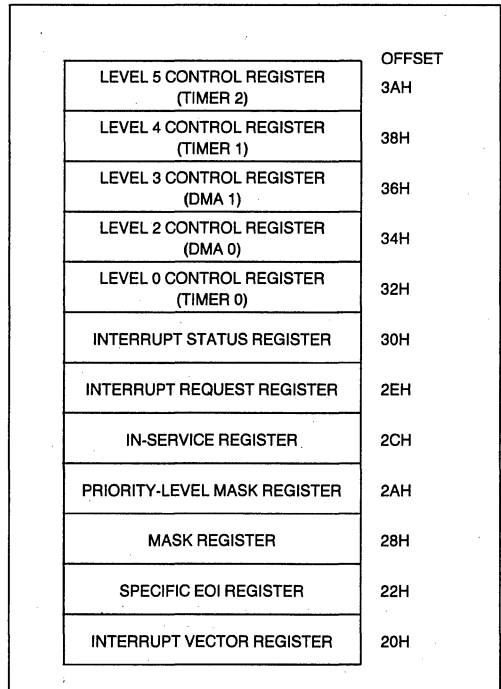 OFFSET
LEVEL 5 CONTROL REGISTER
(TIMER 2)
3AH
LEVEL 4 CONTROL REGISTER
(TIMER 1)
38H
LEVEL 3 CONTROL REGISTER
(DMA 1)
36H
LEVEL 2 CONTROL REGISTER
(DMA 0)
34H
LEVEL 0 CONTROL REGISTER
(TIMER 0)
32H
INTERRUPT STATUS REGISTER
30H
INTERRUPT REQUEST REGISTER
2EH
IN-SERVICE REGISTER
2CH
PRIORITY-LEVEL MASK REGISTER
2AH
MASK REGISTER
28H
SPECIFIC EOI REGISTER
22H
INTERRUPT VECTOR REGISTER
20H